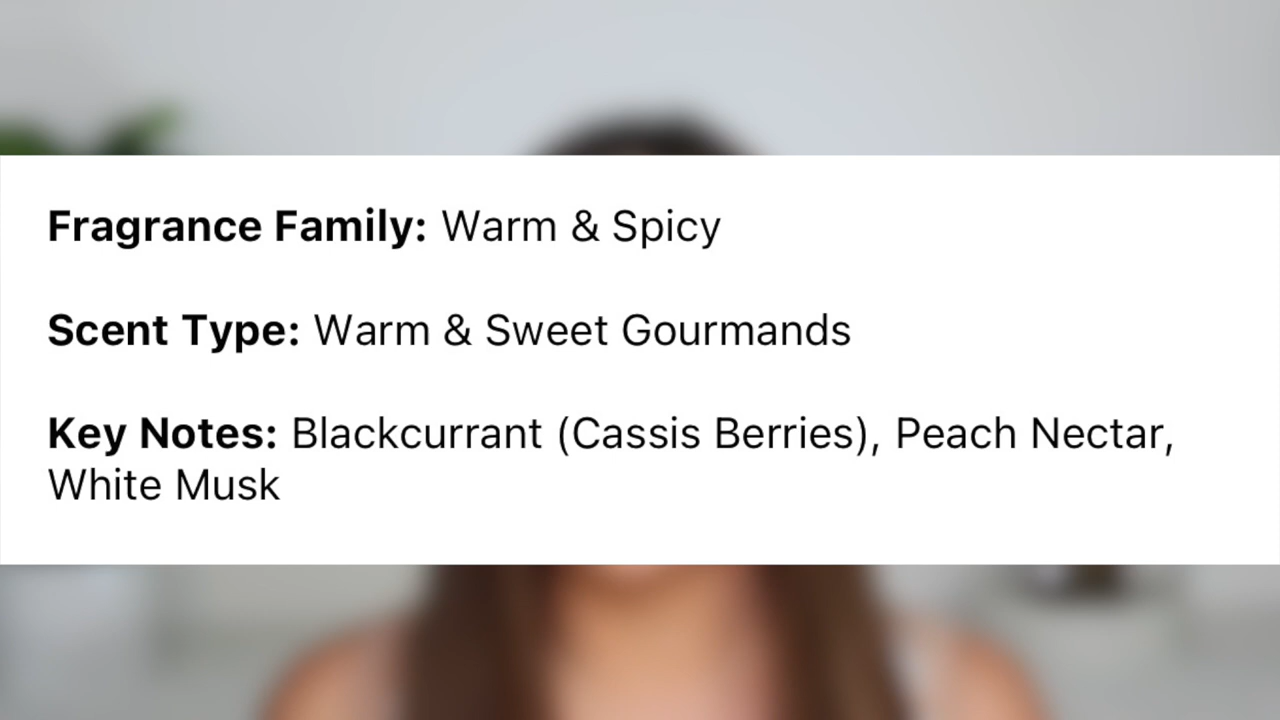 Fragrance Family: Warm & Spicy
Scent Type: Warm & Sweet Gourmands
Key Notes: Blackcurrant (Cassis Berries), Peach Nectar,
White Musk